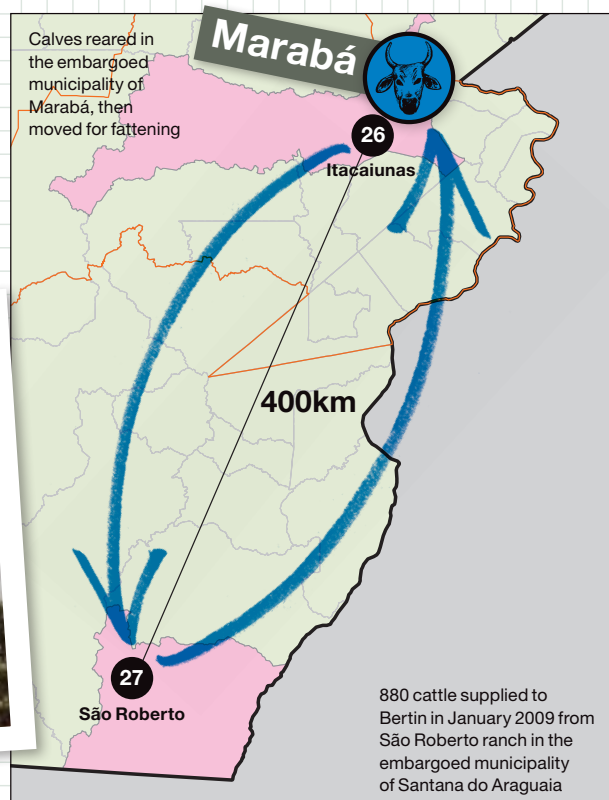 Calves reared in
the embargoed
municipality of
Marabá, then
moved for fattening
Marabá
26
Itacaiunas
400km
27
São Roberto
880 cattle supplied to
Bertin in January 2009 from
São Roberto ranch in the
embargoed municipality
of Santana do Araguaia